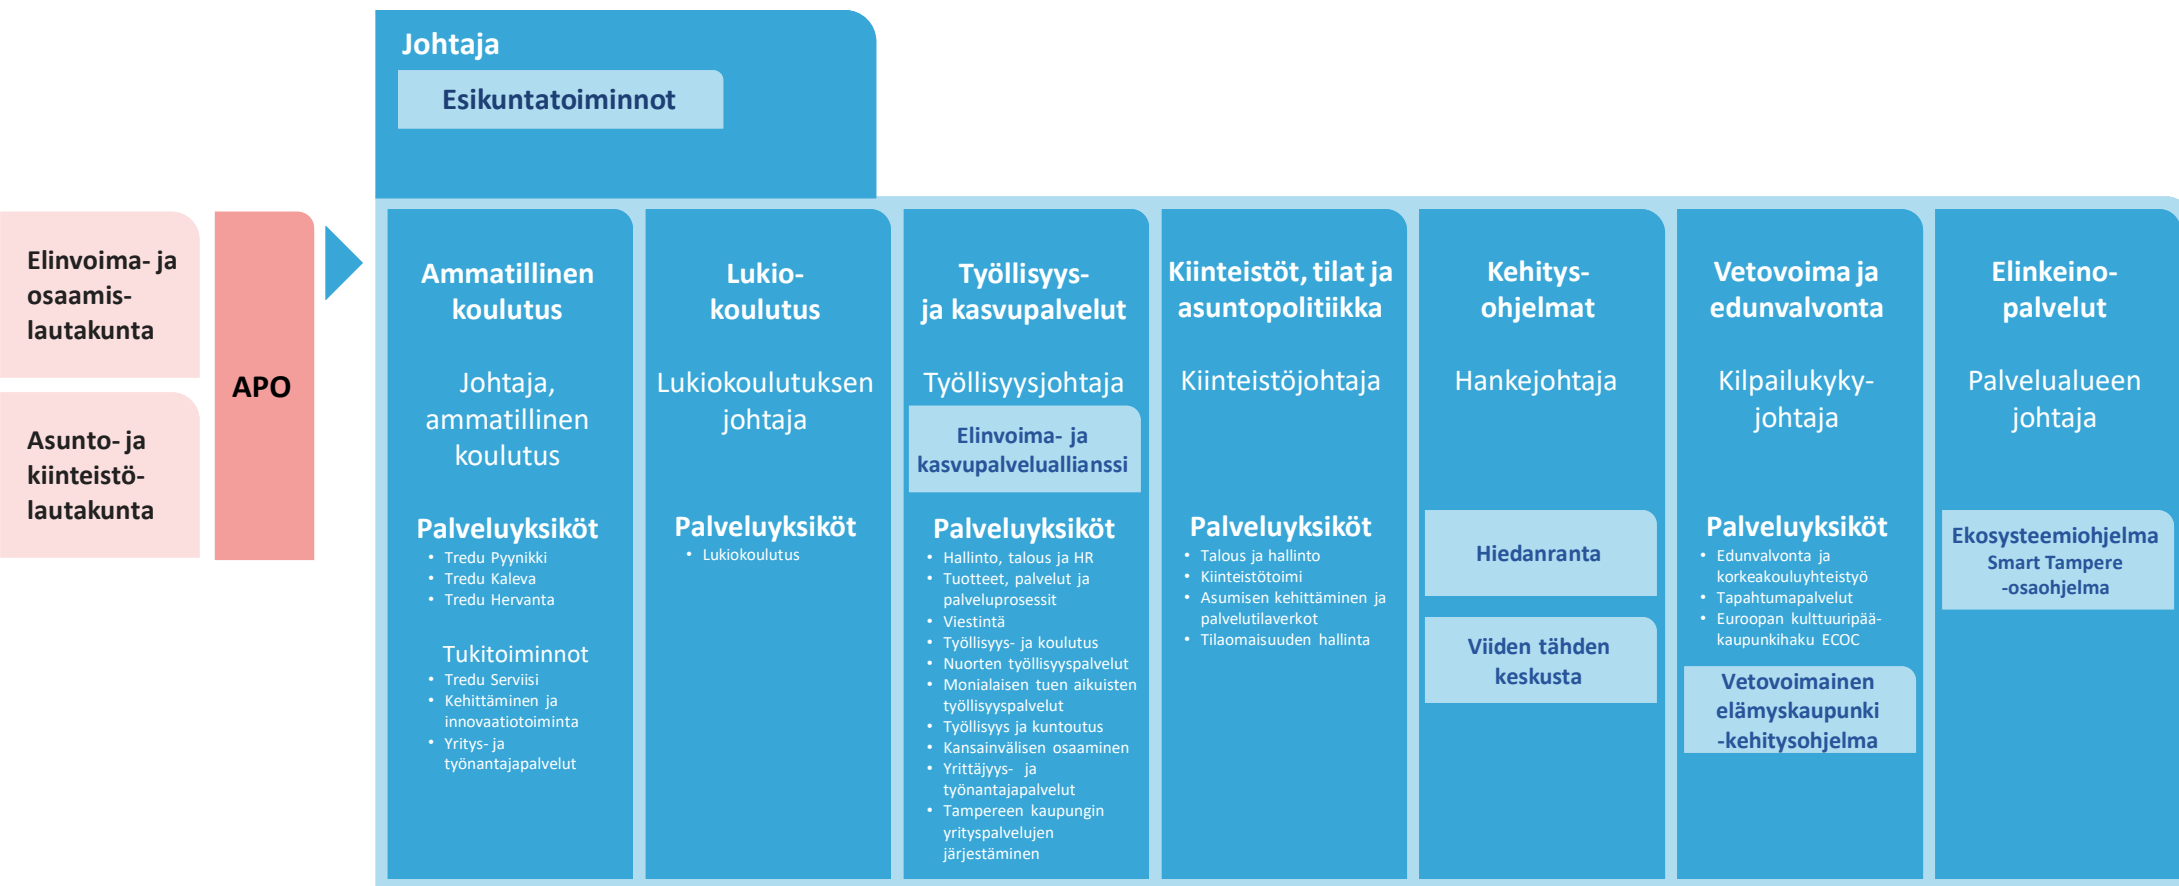 Johtaja
Esikuntatoiminnot
Elinvoima- ja
osaamis-
lautakunta
Asunto- ja
kiinteistö-
lautakunta
APO
Ammatillinen
koulutus
Johtaja,
ammatillinen
koulutus
Palveluyksiköt
• Tredu Pyynikki
• Tredu Kaleva
• Tredu Hervanta
Tukitoiminnot
• Tredu Serviisi
• Kehittäminen ja
innovaatiotoiminta
• Yritys- ja
työnantajapalvelut
Lukio-
koulutus
Lukiokoulutuksen
johtaja
Palveluyksiköt
• Lukiokoulutus
Työllisyys-
ja kasvupalvelut
Työllisyysjohtaja
Elinvoima- ja
kasvupalveluallianssi
Palveluyksiköt
• Hallinto, talous ja HR
• Tuotteet, palvelut ja
palveluprosessit
• Viestintä
• Työllisyys- ja koulutus
• Nuorten työllisyyspalvelut
• Monialaisen tuen aikuisten
työllisyyspalvelut
• Työllisyys ja kuntoutus
• Kansainvälisen osaaminen
• Yrittäjyys- ja
työnantajapalvelut
• Tampereen kaupungin
yrityspalvelujen
järjestäminen
Kiinteistöt, tilat ja
asuntopolitiikka
Kiinteistöjohtaja
Palveluyksiköt
• Talous ja hallinto
• Kiinteistötoimi
• Asumisen kehittäminen ja
palvelutilaverkot
• Tilaomaisuuden hallinta
Kehitys-
ohjelmat
Hankejohtaja
Hiedanranta
Viiden tähden
keskusta
Vetovoima ja
edunvalvonta
Kilpailukyky-
johtaja
Palveluyksiköt
• Edunvalvonta ja
korkeakouluyhteistyö
• Tapahtumapalvelut
• Euroopan kulttuuripää-
kaupunkihaku ECOC
Vetovoimainen
elämyskaupunki
-kehitysohjelma
Elinkeino-
palvelut
Palvelualueen
johtaja
Ekosysteemiohjelma
Smart Tampere
-osaohjelma